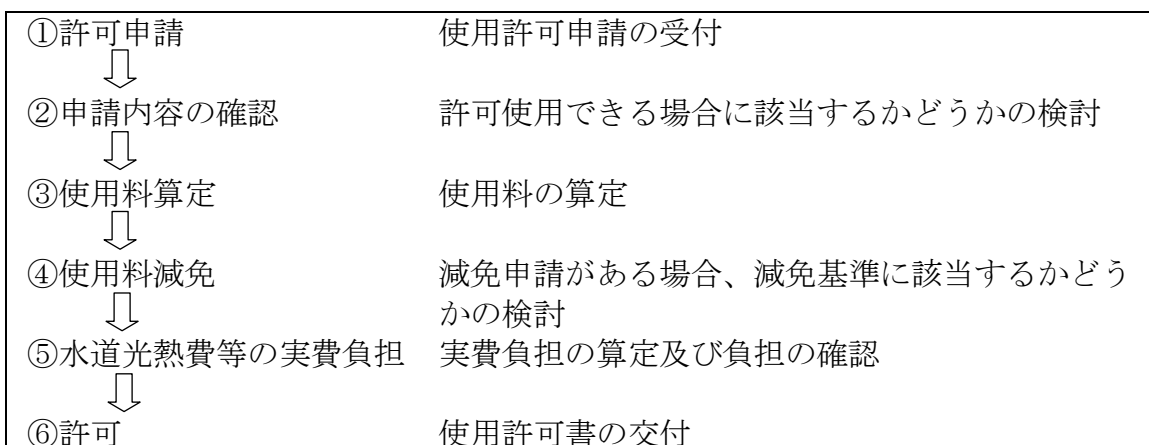 ①許可申請 使用許可申請の受付
②申請内容の確認 許可使用できる場合に該当するかどうかの検討
③使用料算定 使用料の算定
④使用料減免 減免申請がある場合、減免基準に該当するかどう
かの検討
⑤水道光熱費等の実費負担 実費負担の算定及び負担の確認
⑥許可 使用許可書の交付